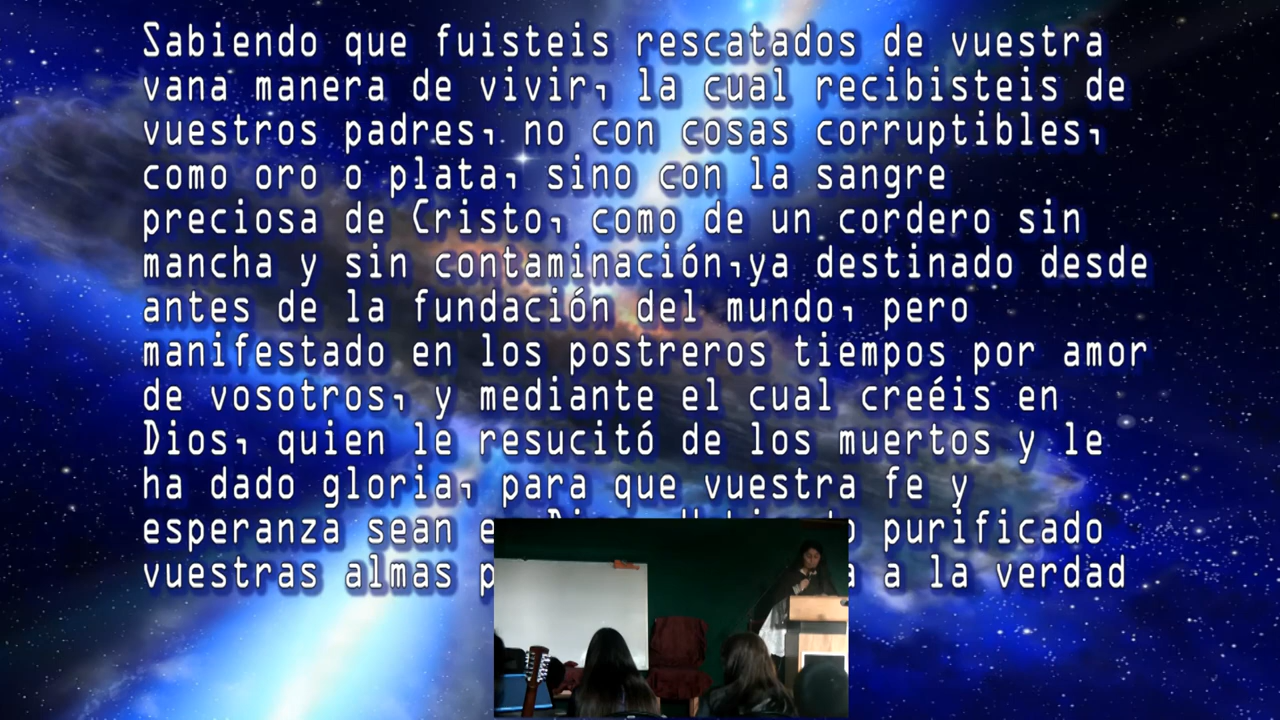 Sabiendo que fuisteis rescatados de vuestra
vana manera de vivir, la cual recibisteis de
vuestros padres, no con cosas corruptibles,
como oro o plata, sino con la sangre
preciosa de Cristo, como de un cordero sin
mancha y sin contaminación,ya destinado desde
antes de la fundación del mundo, pero
manifestado en los postreros tiempos por amor
de vosotros, y mediante el cual creéis en
Dios, quien le resucitó de los muertos y le
ha dado gloria, para que vuestra fe y
esperanza sean purificado
vuestras almas a la verdad